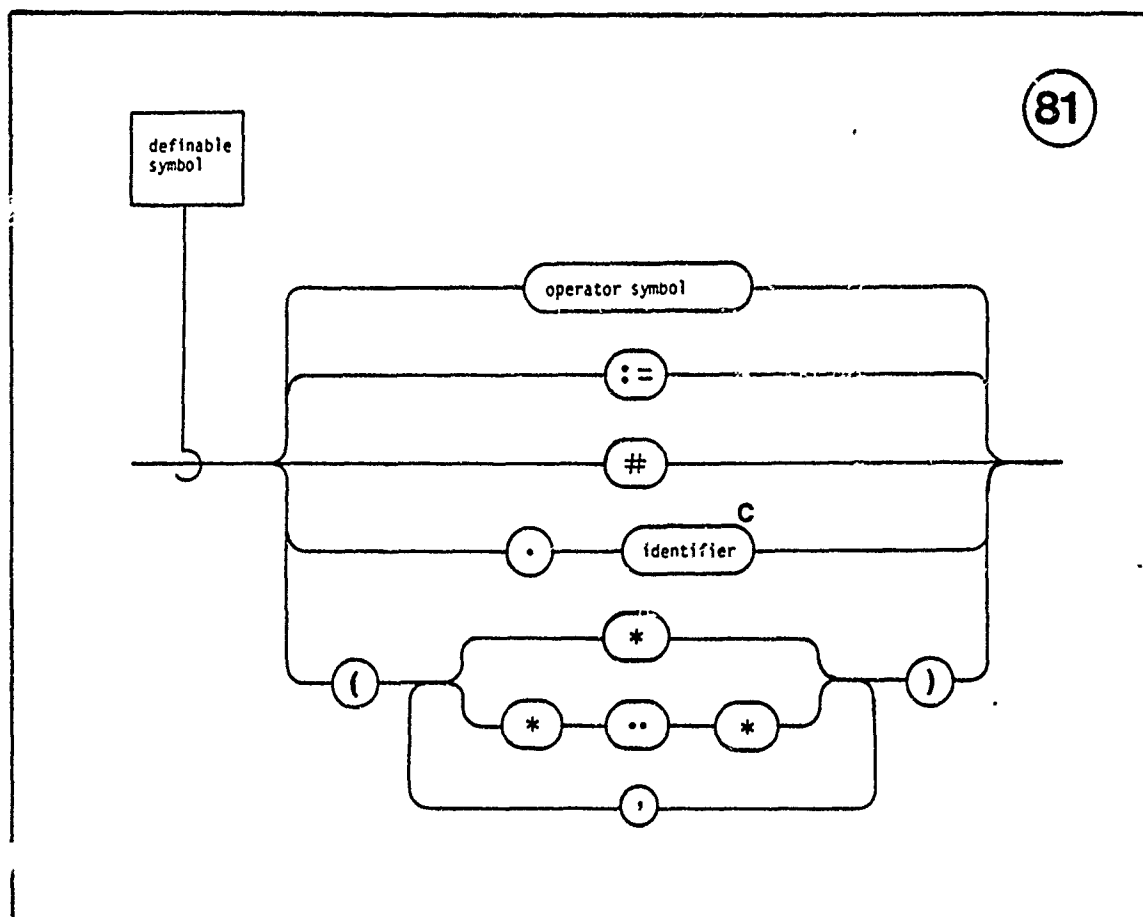 81
definable
symbol
operator symbol
:=
#
. identifier C
*
( )
* .. *
,